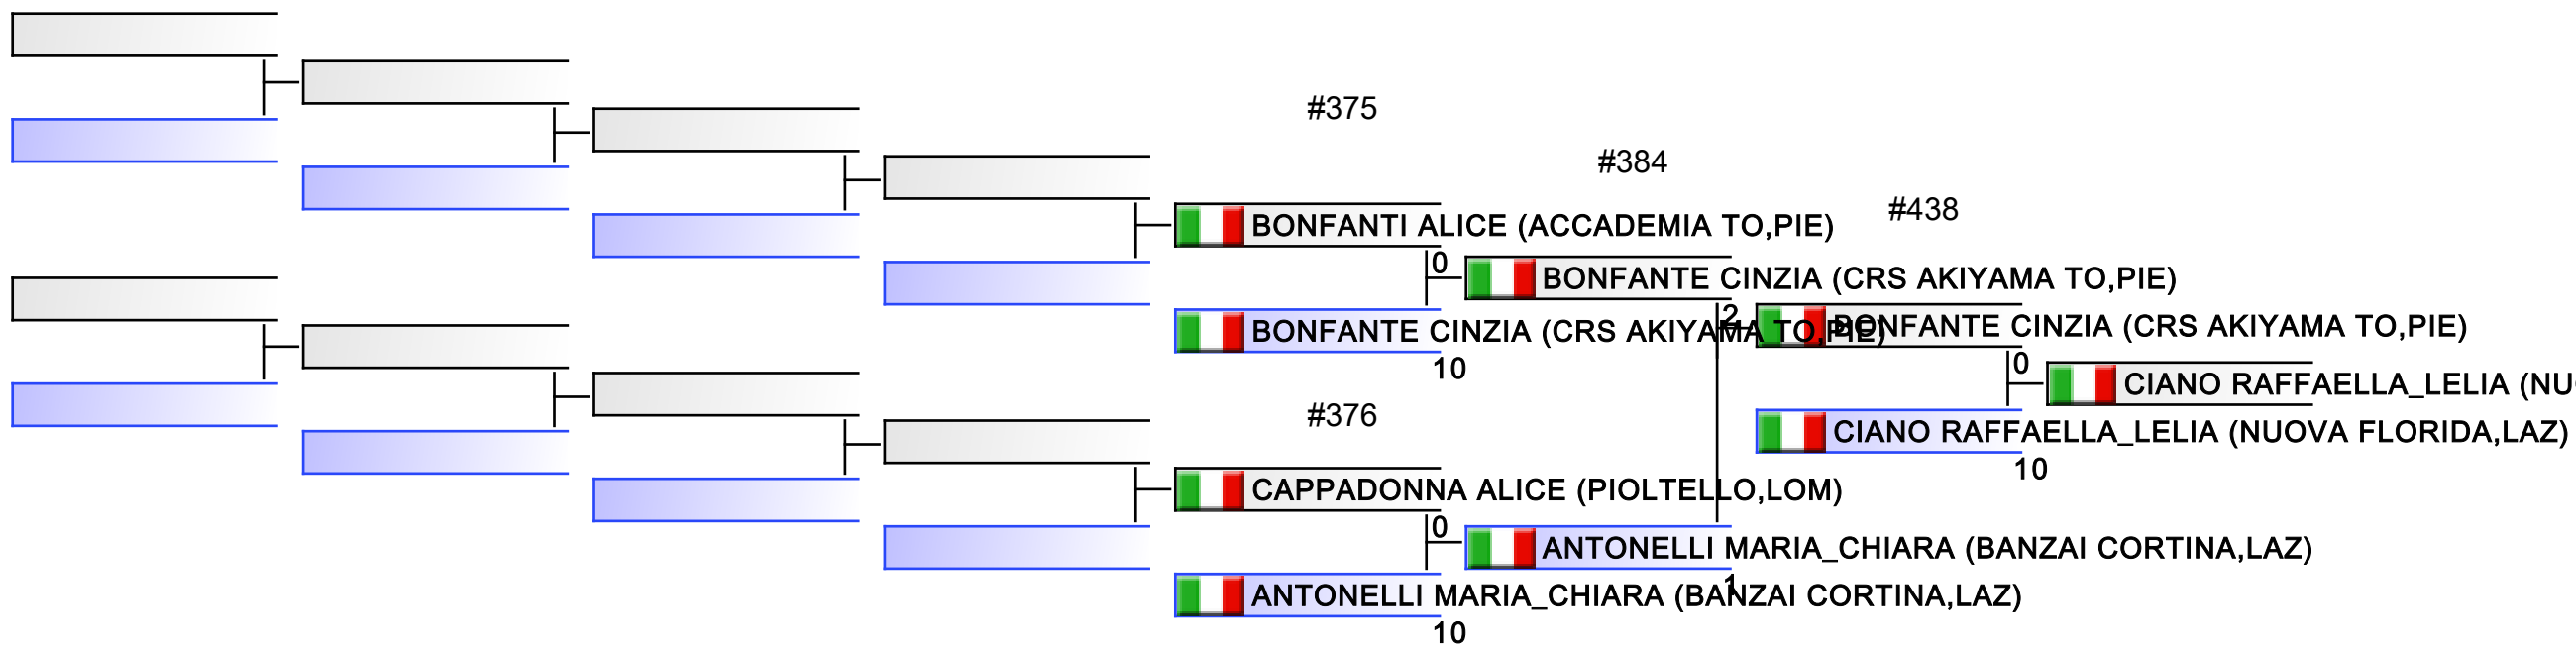 #375
#384
#438
BONFANTI ALICE (ACCADEMIA TO,PIE)
0
BONFANTE CINZIA (CRS AKIYAMA TO,PIE)
2
BONFANTE CINZIA (CRS AKIYAMA TO,PIE)
BONFANTE CINZIA (CRS AKIYAMA TO,PIE)
10
0
CIANO RAFFAELLA_LELIA (NU
#376
CIANO RAFFAELLA_LELIA (NUOVA FLORIDA,LAZ)
10
CAPPADONNA ALICE (PIOLTELLO,LOM)
0
ANTONELLI MARIA_CHIARA (BANZAI CORTINA,LAZ)
1
ANTONELLI MARIA_CHIARA (BANZAI CORTINA,LAZ)
10